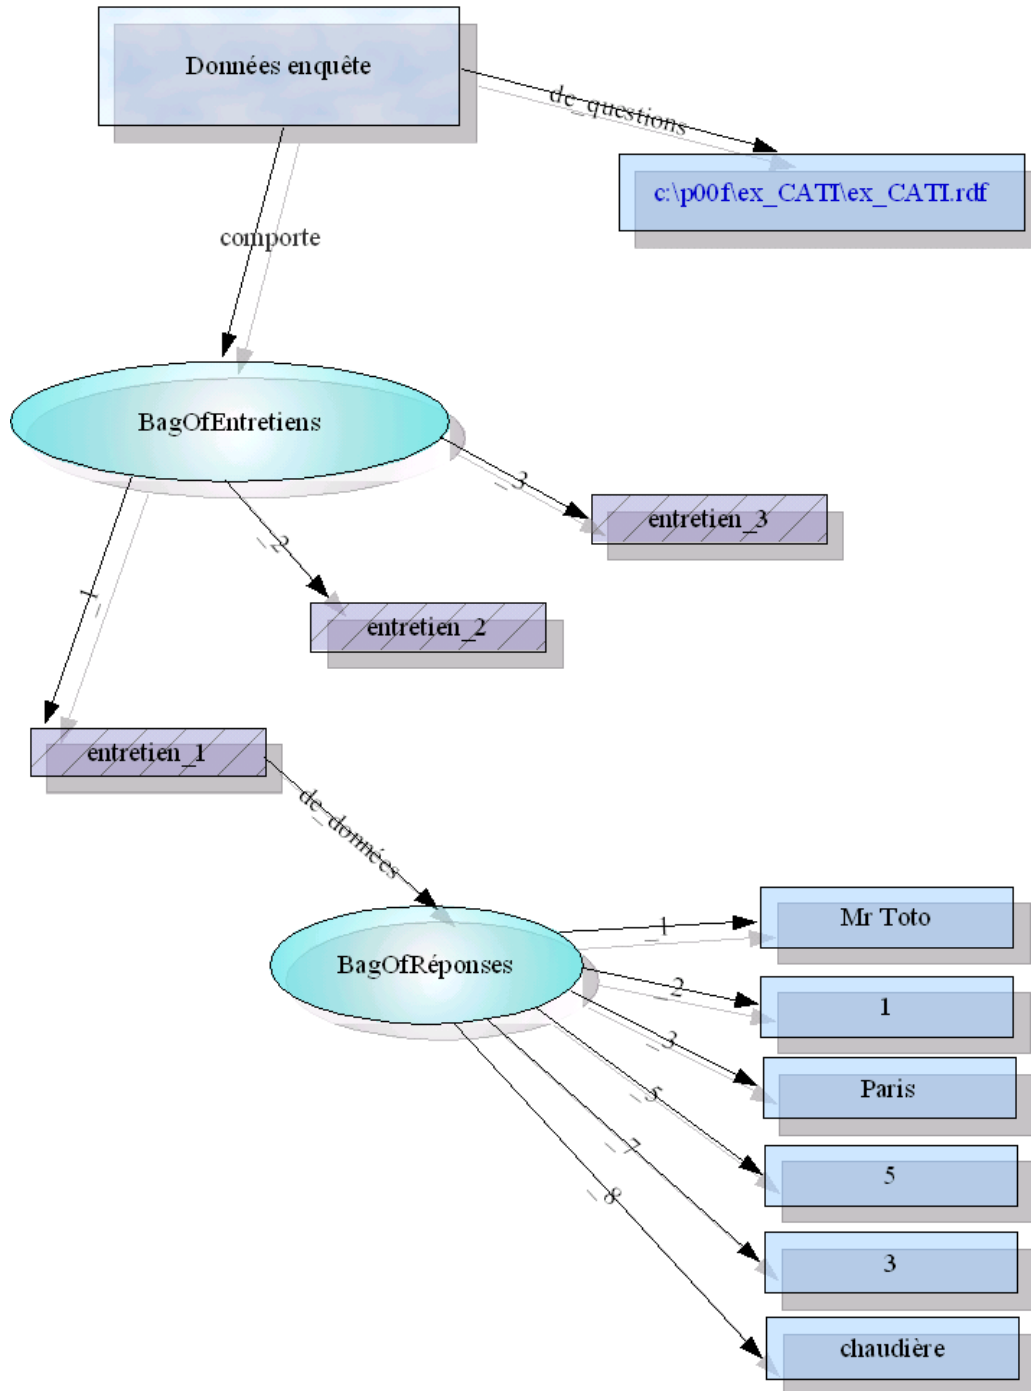 Données enquête
de_questions
c:\p00f\ex_CATI\ex_CATI.rdf
comporte
BagOfEntretiens
_3
entretien_3
_2
_1
entretien_2
entretien_1
de_données
BagOfRéponses
_1
Mr Toto
_2
1
_3
Paris
_5
5
_7
3
_8
chaudière